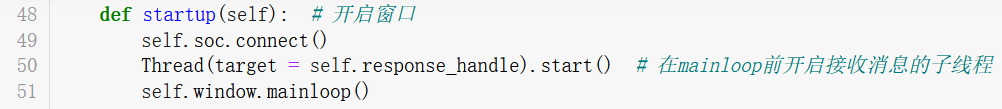 48 def startup(self):  # 开启窗口
49 self.soc.connect()
50 Thread(target = self.response_handle).start()  # 在mainloop前开启接收消息的子线程
51 self.window.mainloop()